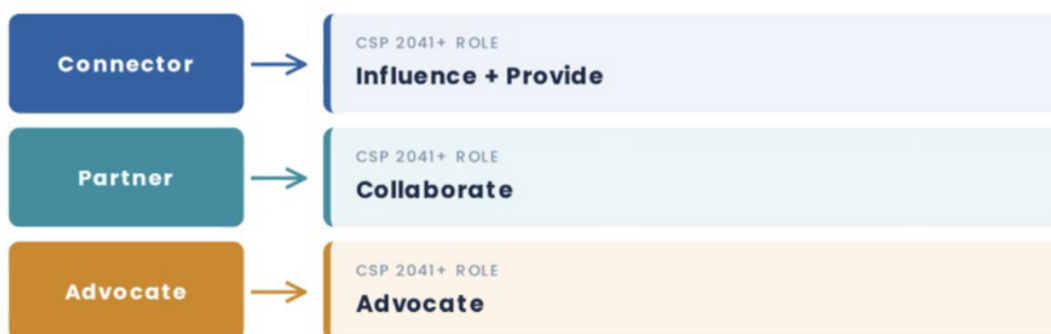 Connector
CSP 2041+ ROLE
Influence + Provide
Partner
CSP 2041+ ROLE
Collaborate
Advocate
CSP 2041+ ROLE
Advocate